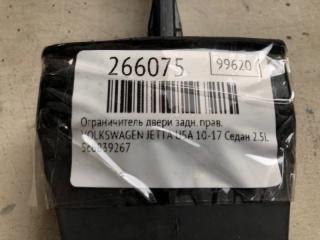 266075
99620
Ограничитель двери задн. прав.
VOLKSWAGEN JETTA USA 10-17 Седан 2.5L
5C6839267